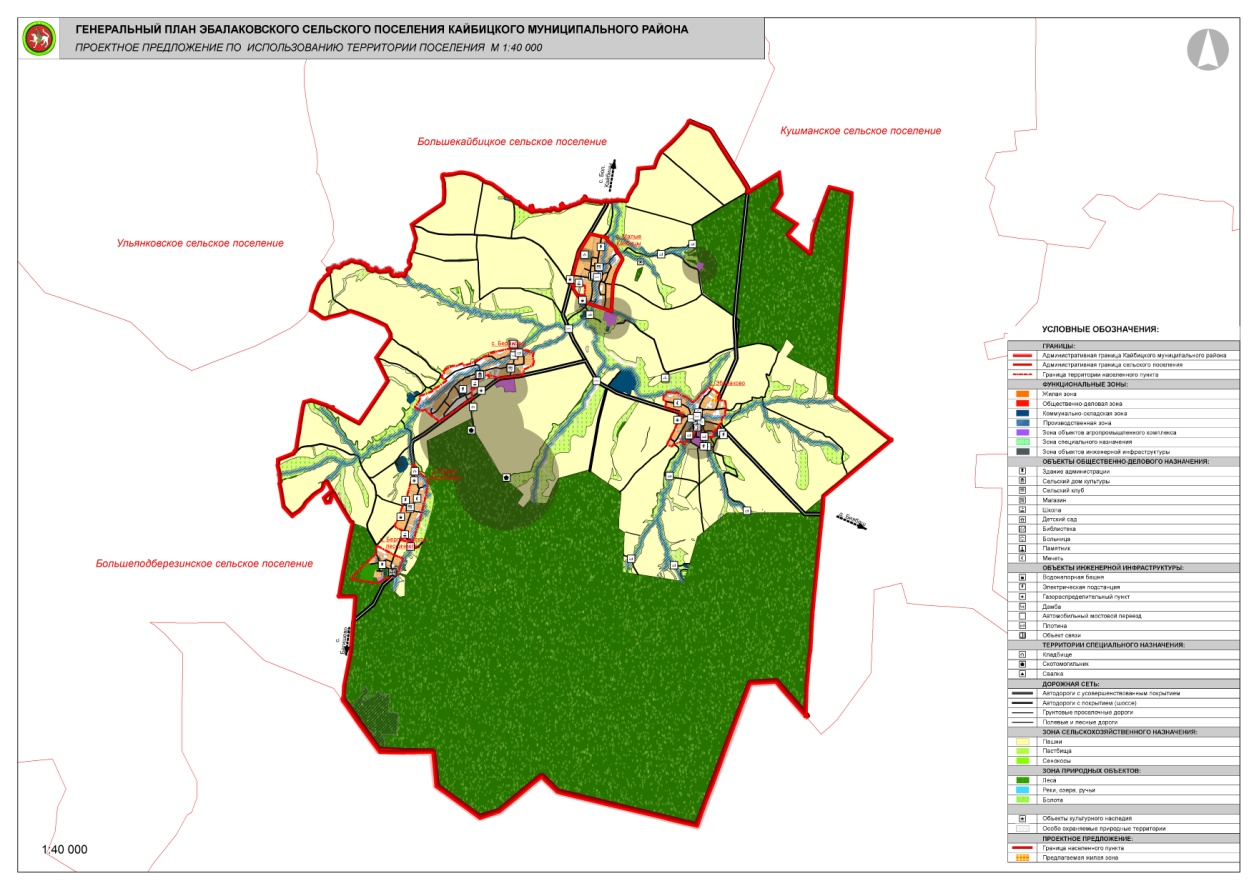 ГЕНЕРАЛЬНЫЙ ПЛАН ЭБАЛАКОВСКОГО СЕЛЬСКОГО ПОСЕЛЕНИЯ КАЙБИЦКОГО МУНИЦИПАЛЬНОГО РАЙОНА
ПРОЕКТНОЕ ПРЕДЛОЖЕНИЕ ПО ИСПОЛЬЗОВАНИЮ ТЕРРИТОРИИ ПОСЕЛЕНИЯ М 1:40 000
Кушманское сельское поселение
Большекайбицкое сельское поселение
с. Бол. Кайбицы
Ульянковское сельское поселение
Большеподберезинское сельское поселение
1:40 000
УСЛОВНЫЕ ОБОЗНАЧЕНИЯ:
ГРАНИЦЫ:
Административная граница Кайбицкого муниципального района
Административная граница сельского поселения
Граница территории населенного пункта
ФУНКЦИОНАЛЬНЫЕ ЗОНЫ:
Жилая зона
Общественно-деловая зона
Коммунально-складская зона
Производственная зона
Зона объектов агропромышленного комплекса
Зона специального назначения
Зона объектов инженерной инфраструктуры
ОБЪЕКТЫ ОБЩЕСТВЕННО-ДЕЛОВОГО НАЗНАЧЕНИЯ:
Здание администрации
Сельский дом культуры
Сельский клуб
Магазин
Школа
Детский сад
Библиотека
Больница
Памятник
Мечеть
ОБЪЕКТЫ ИНЖЕНЕРНОЙ ИНФРАСТРУКТУРЫ:
Водонапорная башня
Электрическая подстанция
Газораспределительный пункт
Дамба
Автомобильный мостовой переезд
Плотина
Объект связи
ТЕРРИТОРИИ СПЕЦИАЛЬНОГО НАЗНАЧЕНИЯ:
Кладбище
Скотомогильник
Свалка
ДОРОЖНАЯ СЕТЬ:
Автодороги с усовершенствованным покрытием
Автодороги с покрытием (шоссе)
Грунтовые проселочные дороги
Полевые и лесные дороги
ЗОНА СЕЛЬСКОХОЗЯЙСТВЕННОГО НАЗНАЧЕНИЯ:
Пашни
Пастбища
Сенокосы
ЗОНА ПРИРОДНЫХ ОБЪЕКТОВ:
Леса
Реки, озера, ручьи
Болота
Объекты культурного наследия
Особо охраняемые природные территории
ПРОЕКТНОЕ ПРЕДЛОЖЕНИЕ:
Граница населенного пункта
Предлагаемая жилая зона